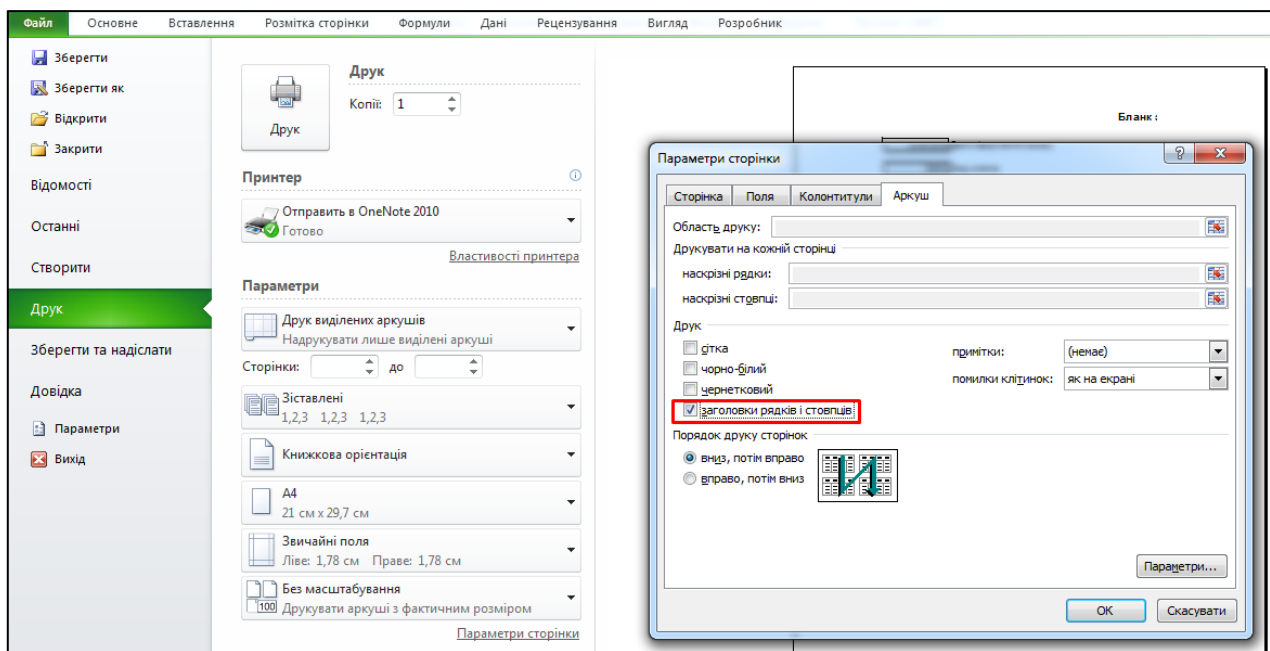 Файл Основне Вставлення Розмітка сторінки Формули Дані Рецензування Вигляд Розробник
Зберегти
Зберегти як
Відкрити
Закрити
Відомості
Останні
Створити
Друк
Зберегти та надіслати
Довідка
Параметри
Вихід
Друк
Копії: 1
Друк
Принтер
Отправить в OneNote 2010
Готово
Властивості принтера
Параметри
Друк виділених аркушів
Надрукувати лише виділені аркуші
Сторінки: до
Зіставлені
1,2,3 1,2,3 1,2,3
Книжкова орієнтація
A4
21 см x 29,7 см
Звичайні поля
Ліве: 1,78 см Праве: 1,78 см
Без масштабування
100 Друкувати аркуші з фактичним розміром
Параметри сторінки
Бланк :
Параметри сторінки
Сторінка Поля Колонтитули Аркуш
Область друку:
Друкувати на кожній сторінці
наскрізні рядки:
наскрізні стовпці:
Друк
сітка
чорно-білий
чернетковий
заголовки рядків і стовпців
примітки: (немає)
помилки клітинок: як на екрані
Порядок друку сторінок
вниз, потім вправо
вправо, потім вниз
Параметри...
ОК Скасувати